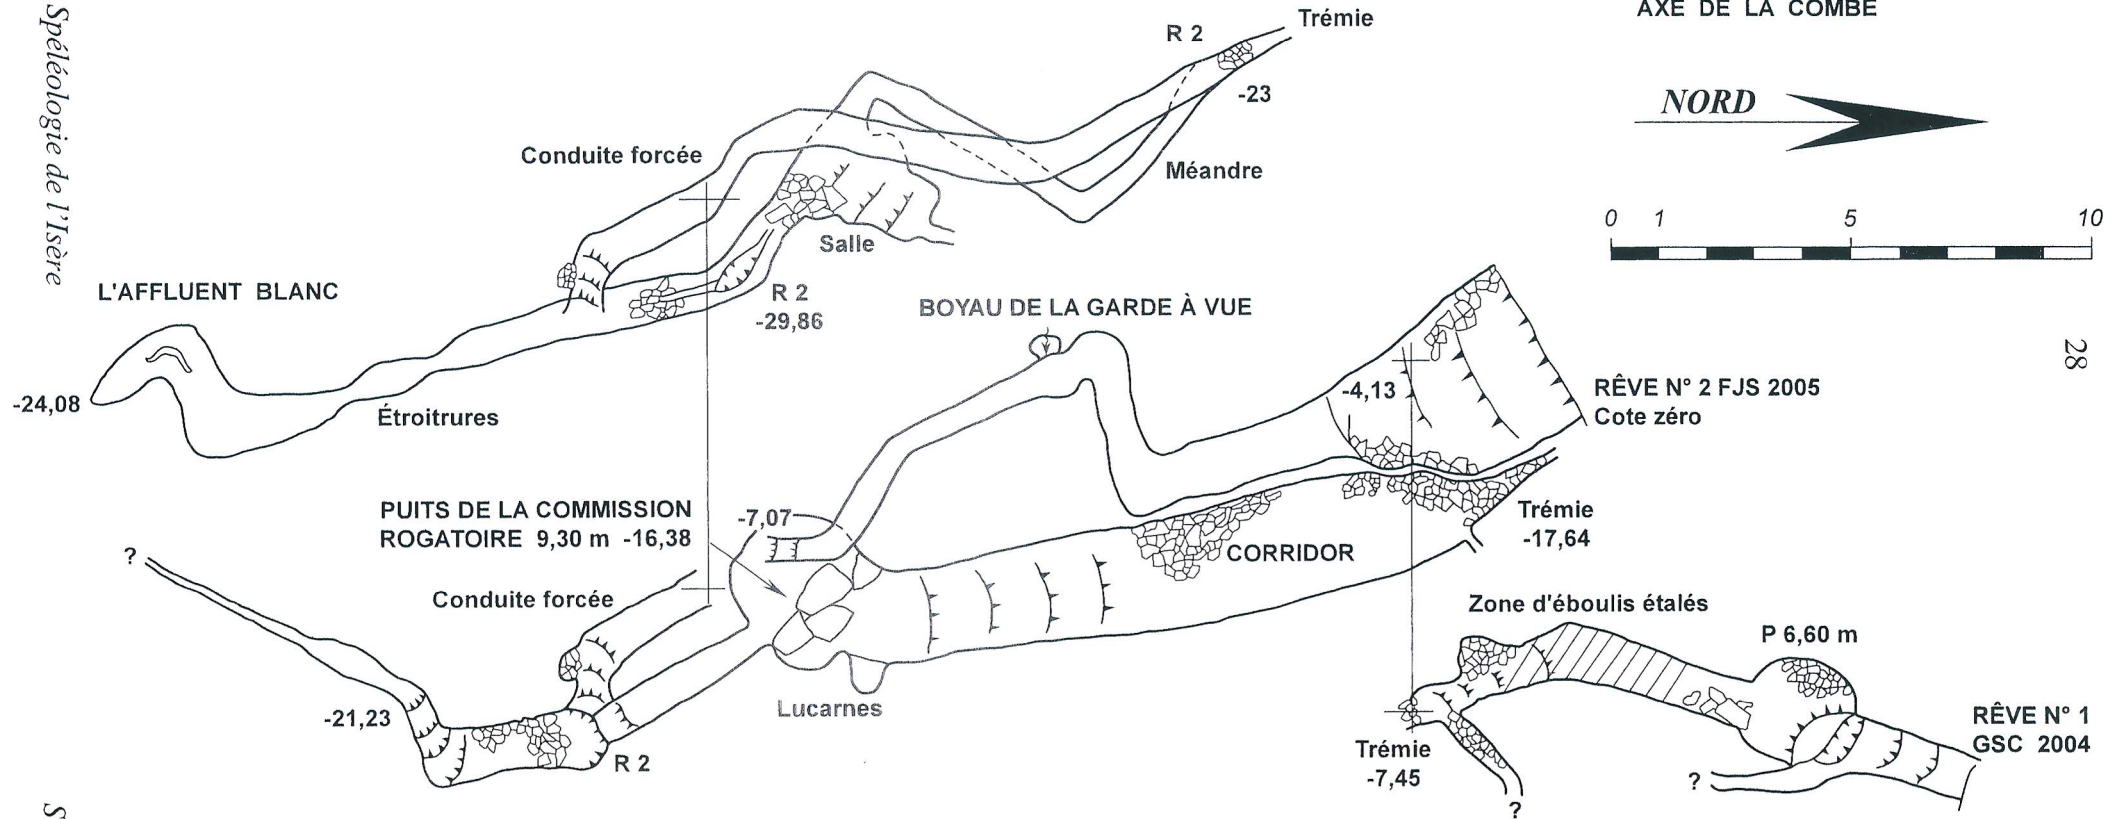 Spéléologie de l'Isère
AXE DE LA COMBE
NORD
0 1 5 10
28
Trémie
R 2
-23
Conduite forcée
Méandre
Salle
L'AFFLUENT BLANC
R 2
-29,86
-24,08
Étroitrures
BOYAU DE LA GARDE À VUE
-4,13
RÊVE N° 2 FJS 2005
Cote zéro
PUITS DE LA COMMISSION
ROGATOIRE 9,30 m -16,38
-7,07
Trémie
-17,64
CORRIDOR
?
Conduite forcée
Zone d'éboulis étalés
P 6,60 m
-21,23
Lucarnes
R 2
Trémie
-7,45
?
?
RÊVE N° 1
GSC 2004